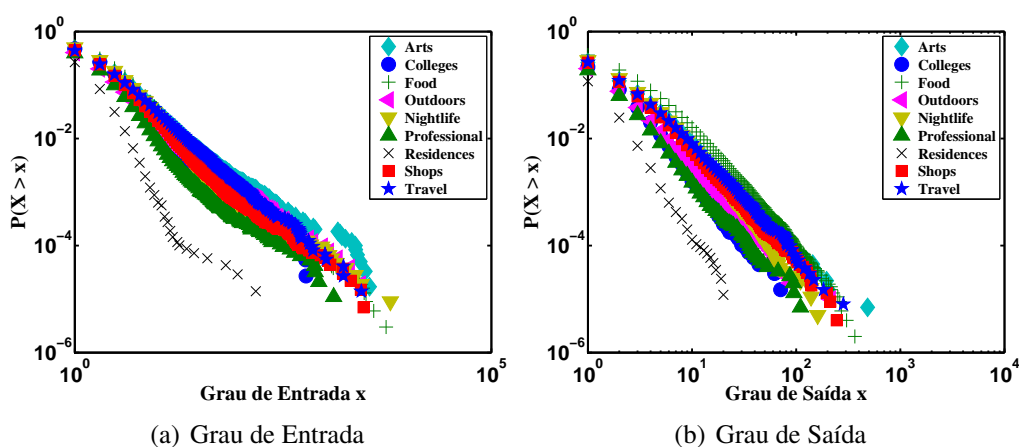 10^0
10^-2
10^-4
10^-6
P(X > x)
10^0
10^5
Grau de Entrada x
Arts
Colleges
Food
Outdoors
Nightlife
Professional
Residences
Shops
Travel
(a) Grau de Entrada
10^0
10^-2
10^-4
10^-6
P(X > x)
10^0
10^1
10^2
10^3
10^4
Grau de Saída x
Arts
Colleges
Food
Outdoors
Nightlife
Professional
Residences
Shops
Travel
(b) Grau de Saída